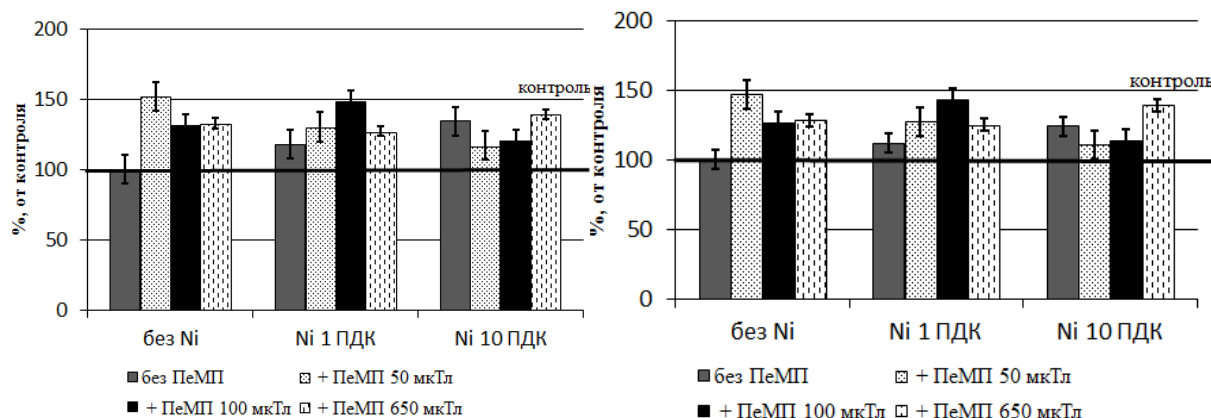 %, от контроля
200
150
100
50
0
контроль
без Ni
Ni 1 ПДК
Ni 10 ПДК
без ПеМП
+ ПеМП 50 мкТл
+ ПеМП 100 мкТл
+ ПеМП 650 мкТл
%, от контроля
200
150
100
50
0
контроль
без Ni
Ni 1 ПДК
Ni 10 ПДК
без ПеМП
+ ПеМП 50 мкТл
+ ПеМП 100 мкТл
+ ПеМП 650 мкТл